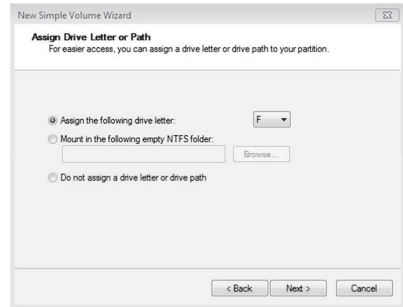 New Simple Volume Wizard
Assign Drive Letter or Path
For easier access, you can assign a drive letter or drive path to your partition.
Assign the following drive letter: F
Mount in the following empty NTFS folder:
Browse...
Do not assign a drive letter or drive path
< Back Next > Cancel